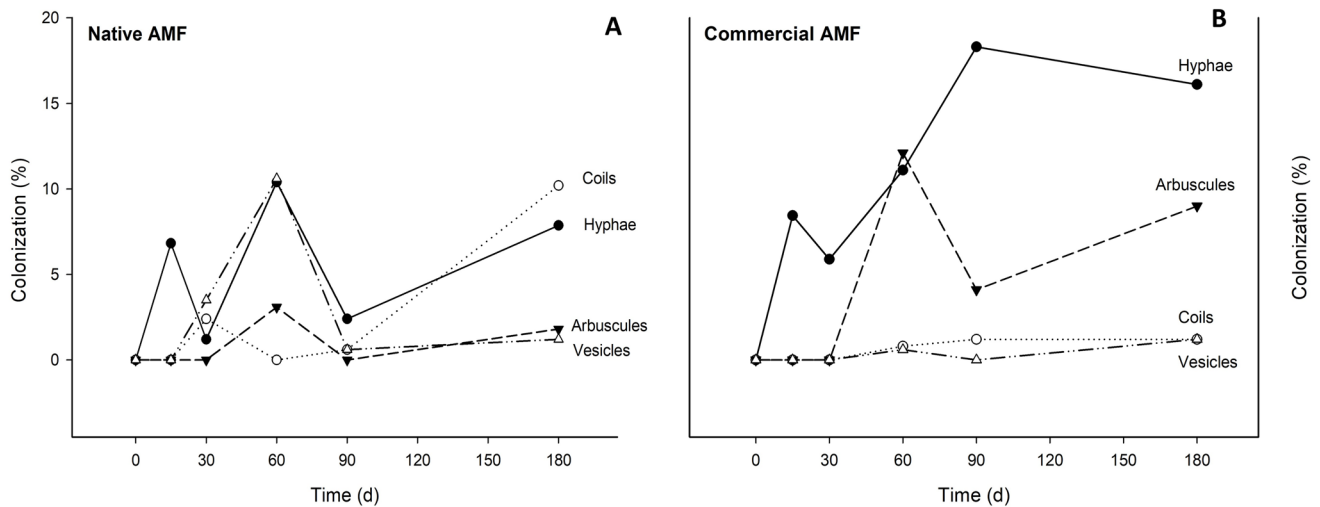 Native AMF
A
Colonization (%)
20
15
10
5
0
Coils
Hyphae
Arbuscules
Vesicles
0 30 60 90 120 150 180
Time (d)
Commercial AMF
B
Hyphae
Arbuscules
Coils
Vesicles
0 30 60 90 120 150 180
Time (d)
Colonization (%)